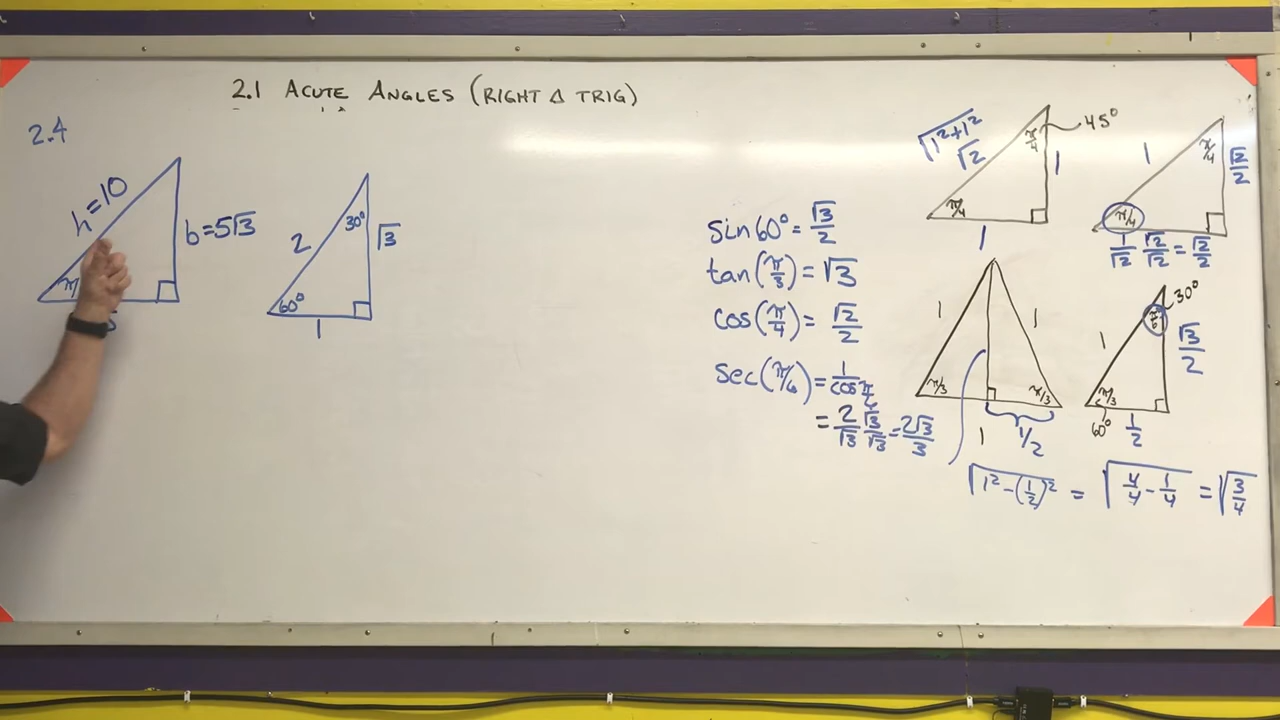 2.1 ACUTE ANGLES (RIGHT Δ TRIG)
2.4
h=10
b=5√3
2
30°
√3
60°
1
sin60°=√3/2
tan(π/3)=√3
cos(π/4)=√2/2
sec(π/6)=1/cos
=2/√3 √3/√3=2√3/3
√1²+1²
√2
π/4
45°
1
π/4
1
1
π/4
√2/2
π/4
1/√2 √2/√2=√2/2
1
1
π/3
π/3
1
1/2
30°
π/6
1
√3/2
π/3
60°
1/2
√1²-(1/2)² = √4/4-1/4 =√3/4